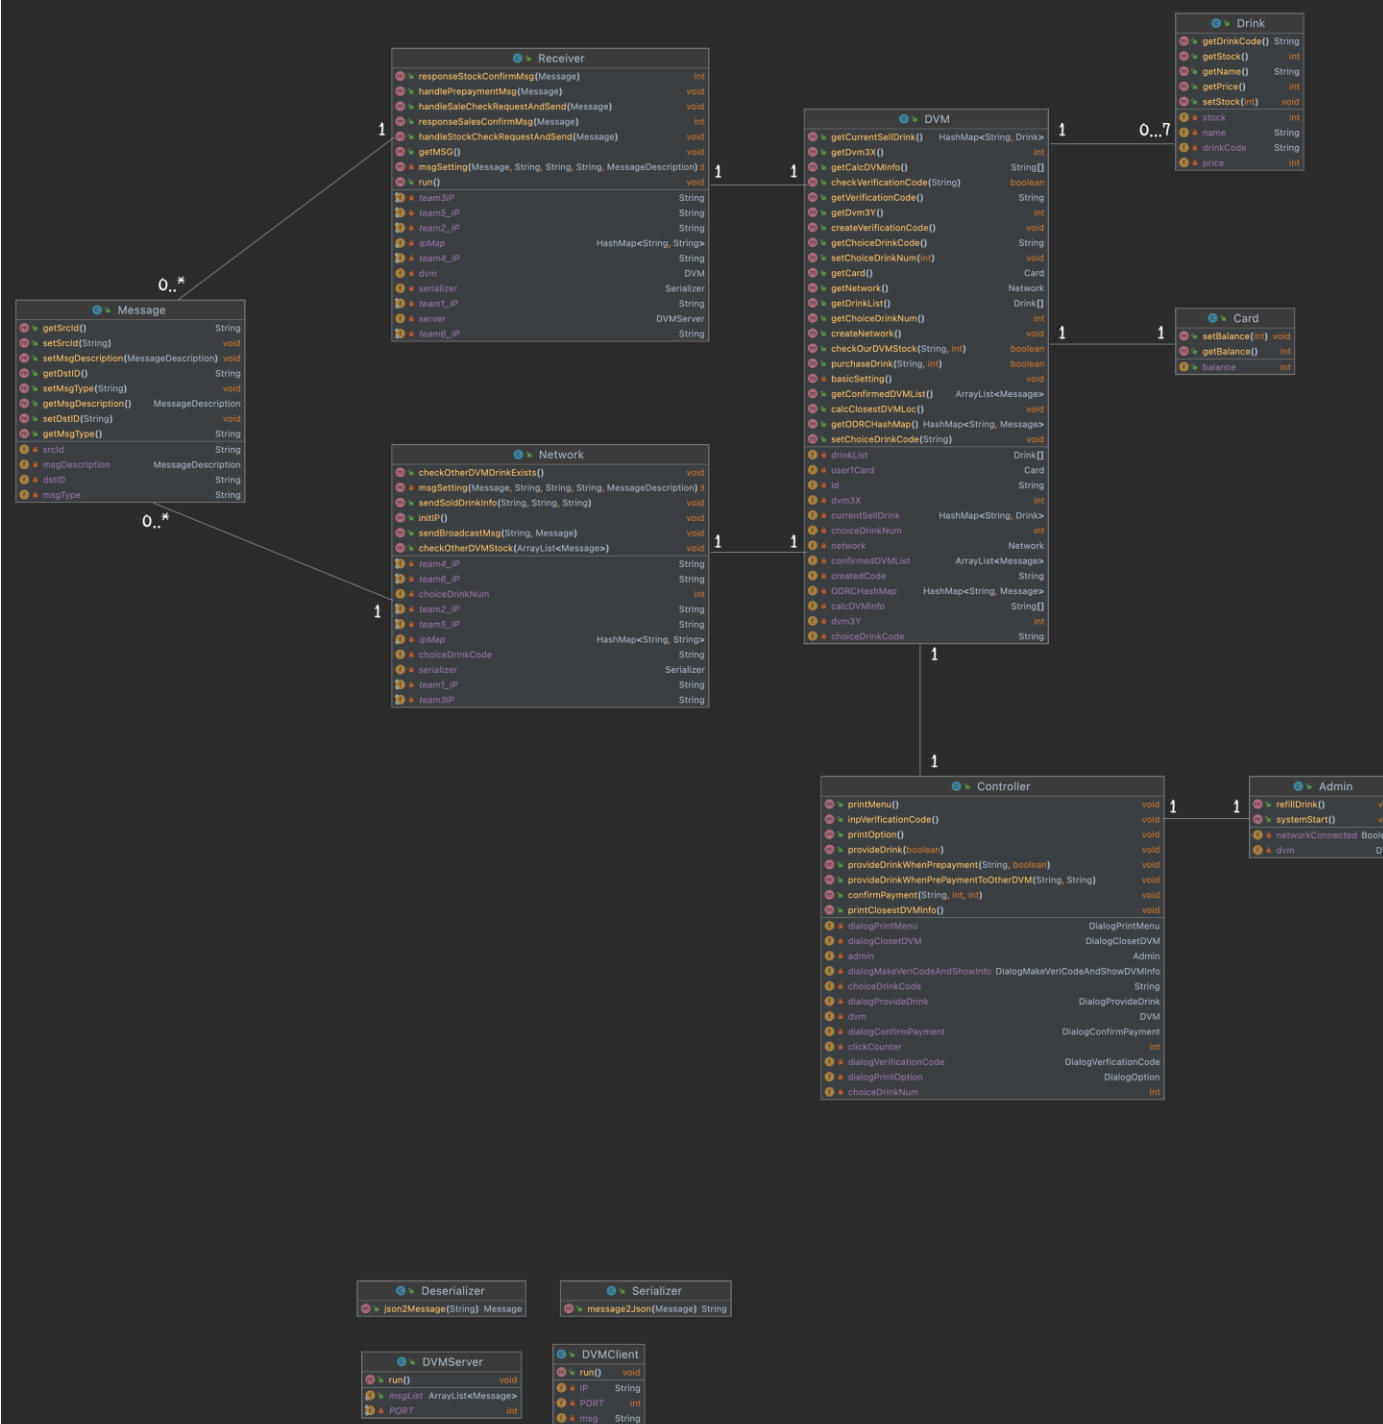 Drink
getDrinkCode() String
getStock() int
getName() String
getPrice() int
setStock(int) void
stock int
name String
drinkCode String
price int
Receiver
responseStockConfirmMsg(Message) int
handlePrepaymentMsg(Message) void
handleSaleCheckRequestAndSend(Message) void
responseSalesConfirmMsg(Message) int
handleStockCheckRequestAndSend(Message) void
getMSG() void
msgSetting(Message, String, String, String, MessageDescription)
run() void
team3IP String
team5_IP String
team2_IP String
ipMap HashMap<String, String>
team4_IP String
dvm DVM
serializer Serializer
team1_IP String
server DVMServer
team6_IP String
1
0..*
1
1
DVM
getCurrentSellDrink() HashMap<String, Drink>
getDvm3X() int
getCalcDVMInfo() String[]
checkVerificationCode(String) boolean
getVerificationCode() String
getDvm3Y() int
createVerificationCode() void
getChoiceDrinkCode() String
setChoiceDrinkNum(int) void
getCard() Card
getNetwork() Network
getDrinkList() Drink[]
getChoiceDrinkNum() int
createNetwork() void
checkOurDVMStock(String, int) boolean
purchaseDrink(String, int) boolean
basicSetting() void
getConfirmedDVMList() ArrayList<Message>
calcClosestDVMLoc() void
getODRCHashMap() HashMap<String, Message>
setChoiceDrinkCode(String) void
drinkList Drink[]
user1Card Card
id String
dvm3X int
currentSellDrink HashMap<String, Drink>
choiceDrinkNum int
network Network
confirmedDVMList ArrayList<Message>
createdCode String
ODRCHashMap HashMap<String, Message>
calcDVMInfo String[]
dvm3Y int
choiceDrinkCode String
1
0...7
1
1
Card
setBalance(int) void
getBalance() int
balance int
Message
getSrcId() String
setSrcId(String) void
setMsgDescription(MessageDescription) void
getDstID() String
setMsgType(String) void
getMsgDescription() MessageDescription
setDstID(String) void
getMsgType() String
srcId String
msgDescription MessageDescription
dstID String
msgType String
0..*
1
Network
checkOtherDVMDrinkExists() void
msgSetting(Message, String, String, String, MessageDescription)
sendSoldDrinkInfo(String, String, String) void
initIP() void
sendBroadcastMsg(String, Message) void
checkOtherDVMStock(ArrayList<Message>) void
team4_IP String
team6_IP String
choiceDrinkNum int
team2_IP String
team5_IP String
ipMap HashMap<String, String>
choiceDrinkCode String
serializer Serializer
team1_IP String
team3IP String
1
1
1
1
Controller
printMenu() void
inpVerificationCode() void
printOption() void
provideDrink(boolean) void
provideDrinkWhenPrepayment(String, boolean) void
provideDrinkWhenPrePaymentToOtherDVM(String, String) void
confirmPayment(String, int, int) void
printClosestDVMInfo() void
dialogPrintMenu DialogPrintMenu
dialogClosetDVM DialogClosetDVM
admin Admin
dialogMakeVeriCodeAndShowInfo DialogMakeVeriCodeAndShowDVMInfo
choiceDrinkCode String
dialogProvideDrink DialogProvideDrink
dvm DVM
dialogConfirmPayment DialogConfirmPayment
clickCounter int
dialogVerificationCode DialogVerficationCode
dialogPrintOption DialogOption
choiceDrinkNum int
1
1
Admin
refillDrink()
systemStart()
networkConnected Boole
dvm D
Deserializer
json2Message(String) Message
Serializer
message2Json(Message) String
DVMServer
run() void
msgList ArrayList<Message>
PORT int
DVMClient
run() void
IP String
PORT int
msg String